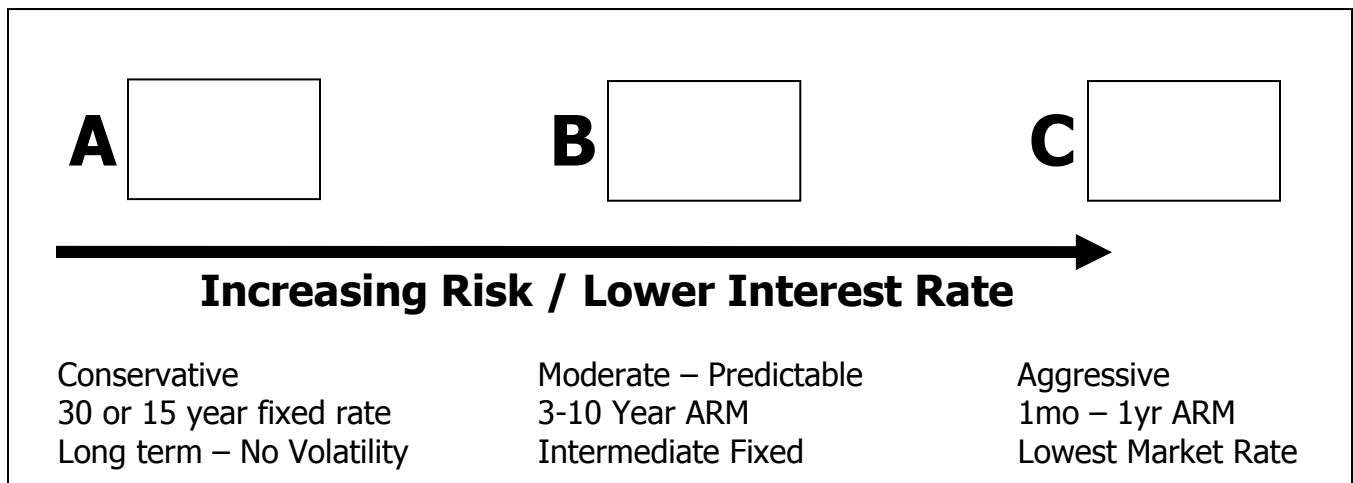 A
B
C
Increasing Risk / Lower Interest Rate
Conservative
30 or 15 year fixed rate
Long term – No Volatility
Moderate – Predictable
3-10 Year ARM
Intermediate Fixed
Aggressive
1mo – 1yr ARM
Lowest Market Rate